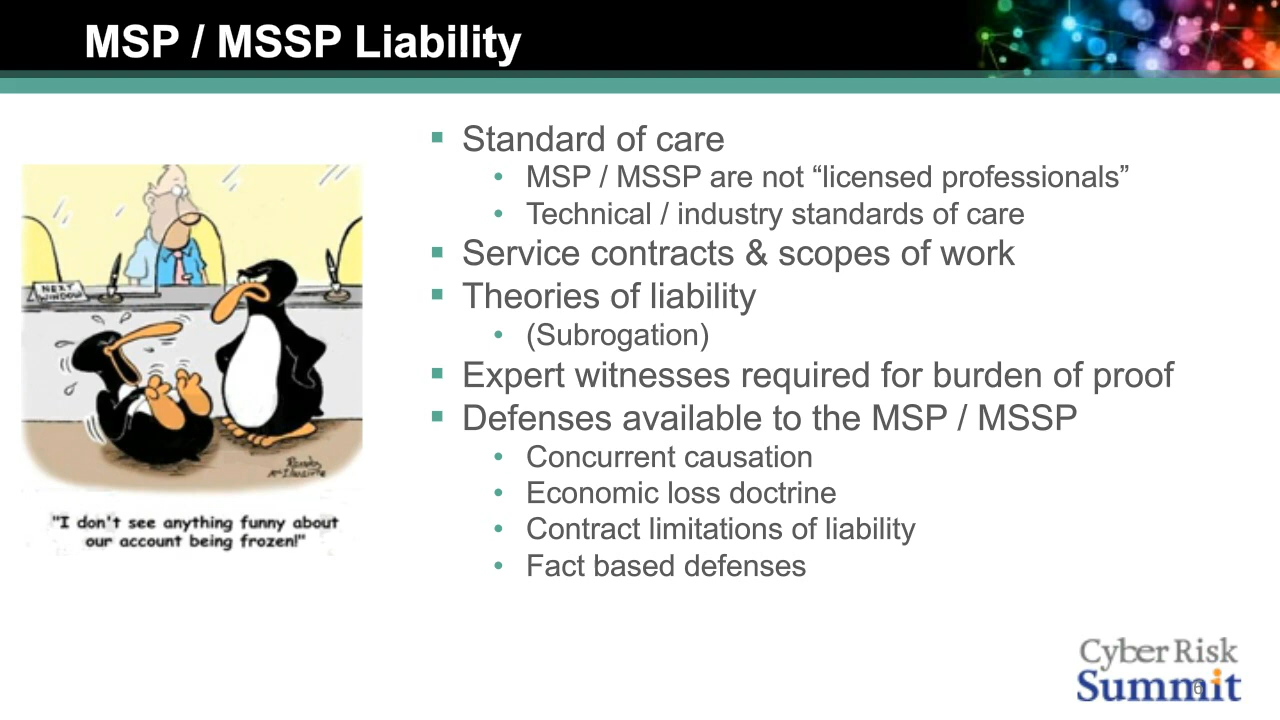 MSP / MSSP Liability
NEXT
WINDOW
"I don't see anything funny about
our account being frozen!"
▪ Standard of care
• MSP / MSSP are not “licensed professionals”
• Technical / industry standards of care
▪ Service contracts & scopes of work
▪ Theories of liability
• (Subrogation)
▪ Expert witnesses required for burden of proof
▪ Defenses available to the MSP / MSSP
• Concurrent causation
• Economic loss doctrine
• Contract limitations of liability
• Fact based defenses
Cyber Risk
Summit
6